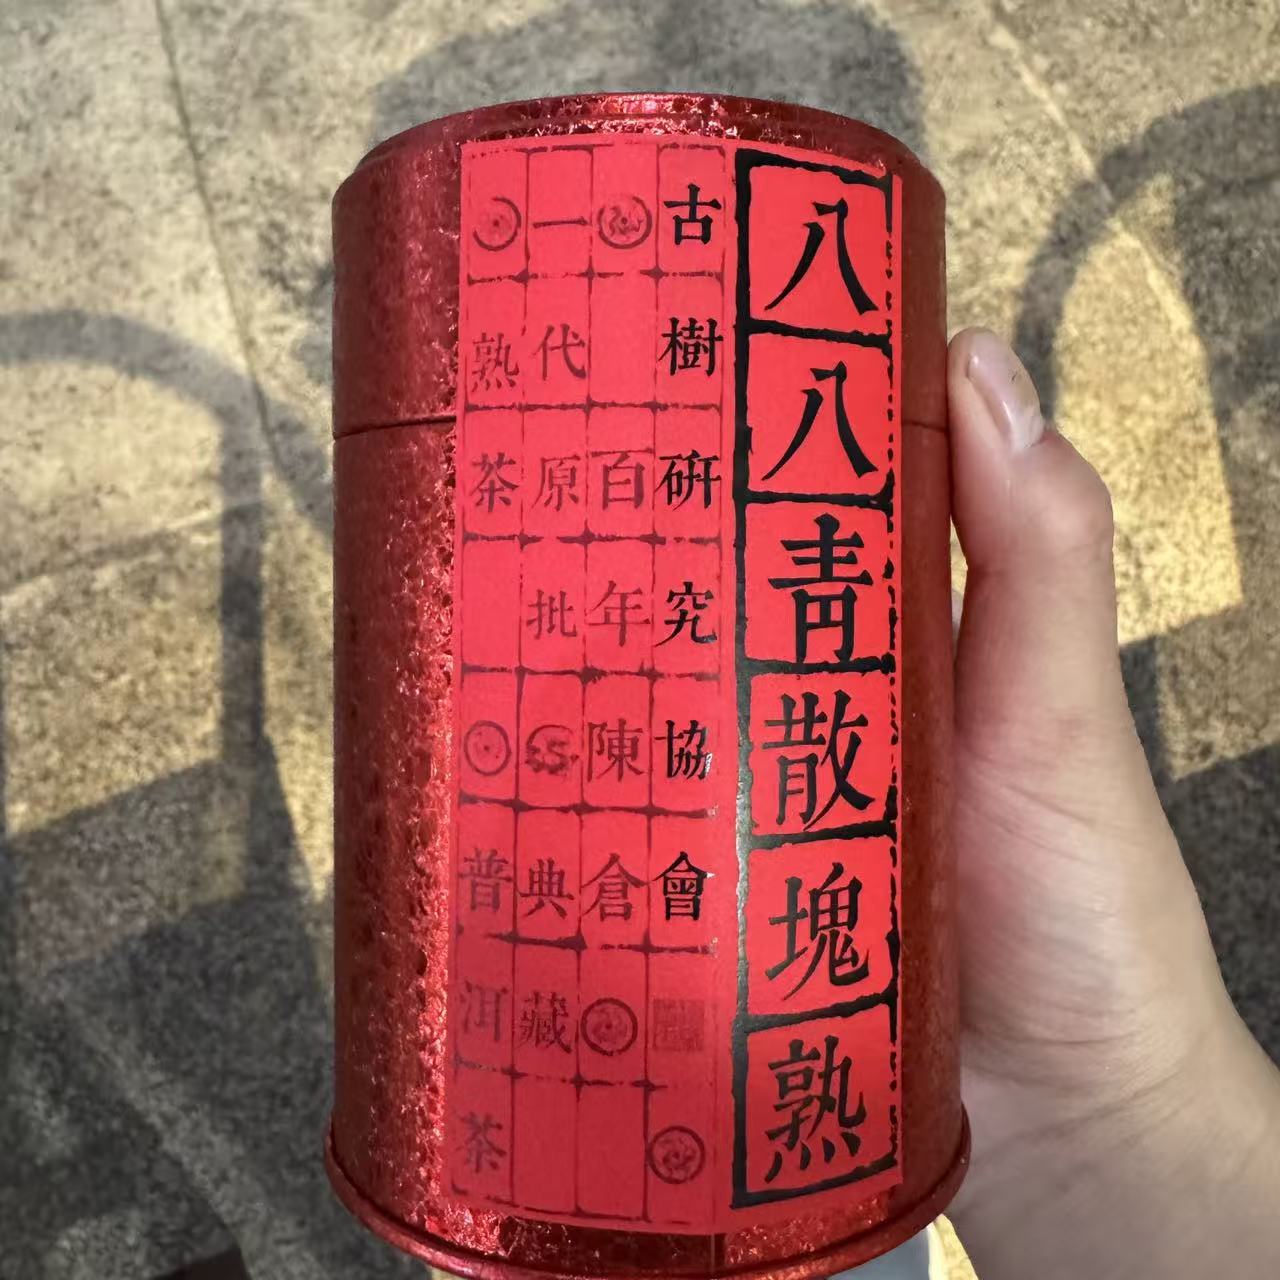 八八青散塊熟
古樹硏究協會
百年陳倉
一代原批典藏
熟茶
普洱茶